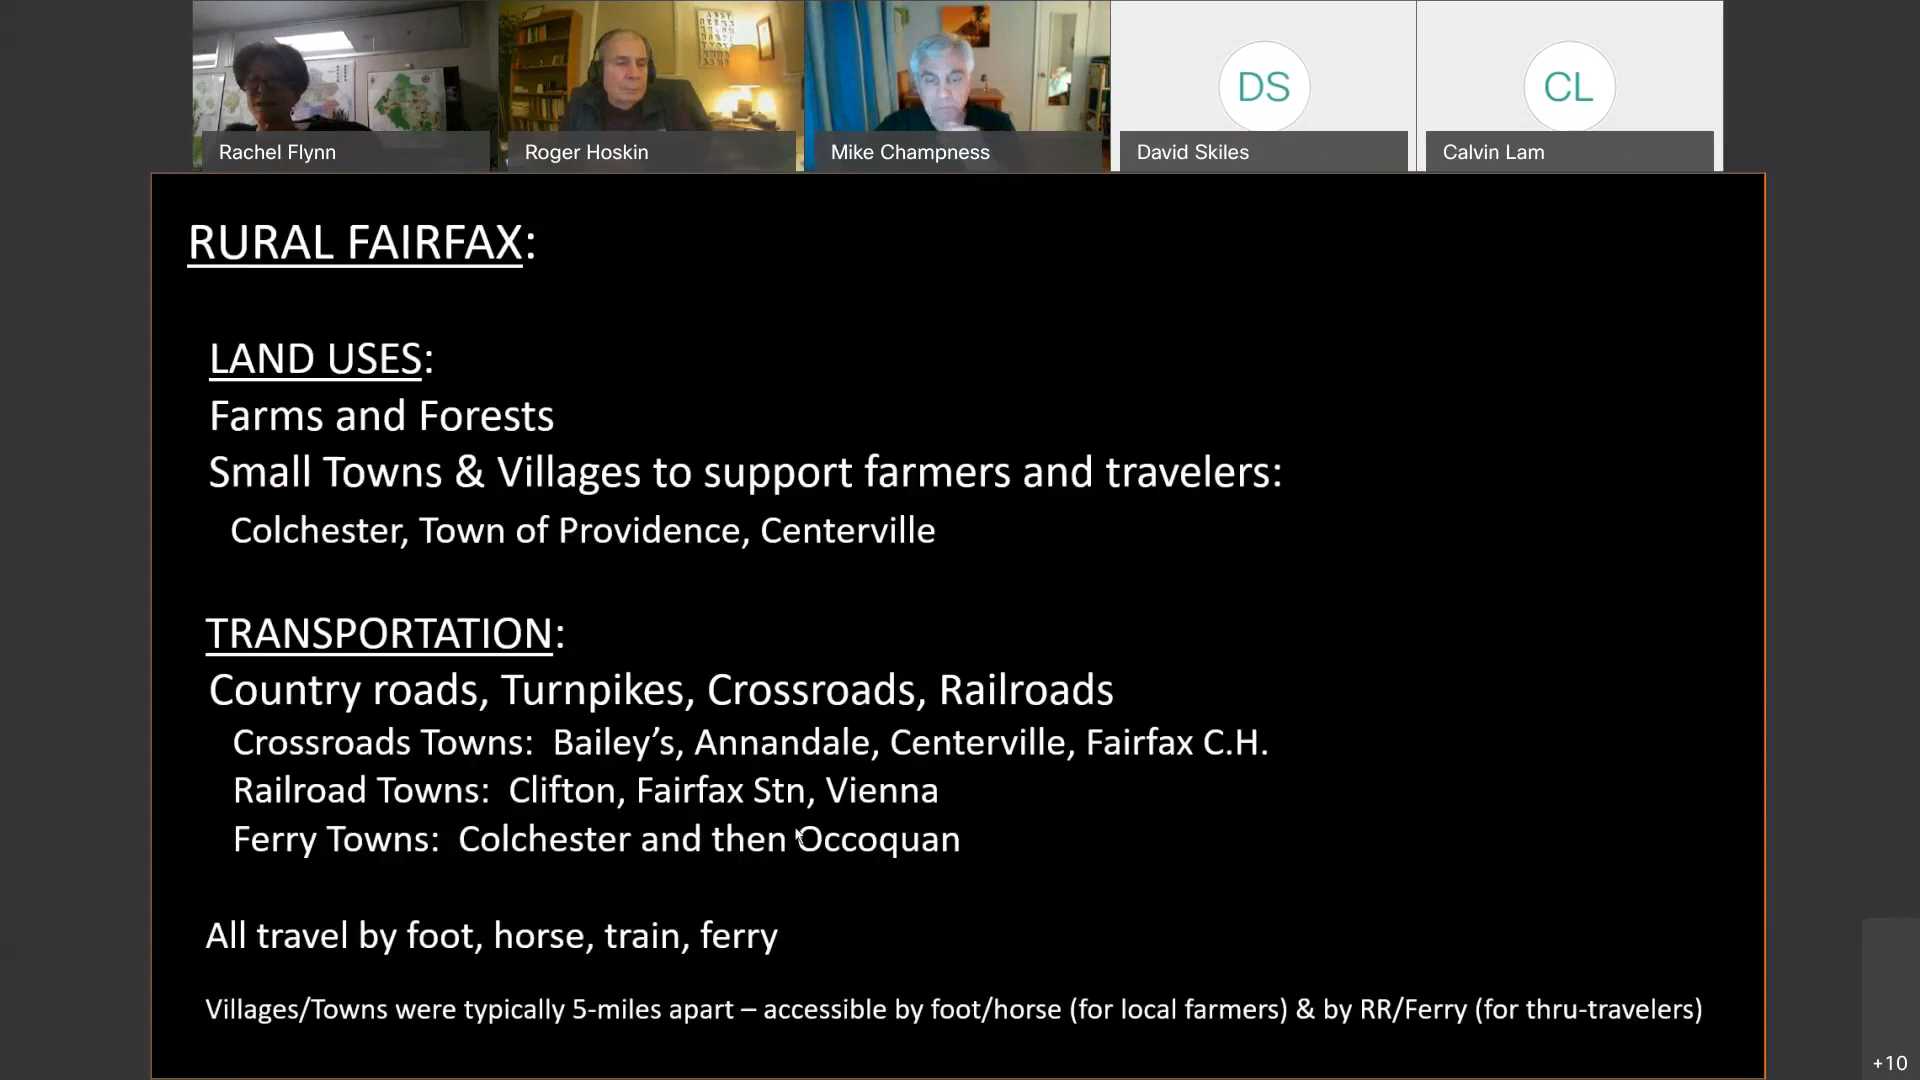 Rachel Flynn
Roger Hoskin
Mike Champness
DS
David Skiles
CL
Calvin Lam
RURAL FAIRFAX:
LAND USES:
Farms and Forests
Small Towns & Villages to support farmers and travelers:
Colchester, Town of Providence, Centerville
TRANSPORTATION:
Country roads, Turnpikes, Crossroads, Railroads
Crossroads Towns:  Bailey’s, Annandale, Centerville, Fairfax C.H.
Railroad Towns:  Clifton, Fairfax Stn, Vienna
Ferry Towns:  Colchester and then Occoquan
All travel by foot, horse, train, ferry
Villages/Towns were typically 5-miles apart – accessible by foot/horse (for local farmers) & by RR/Ferry (for thru-travelers)
+10